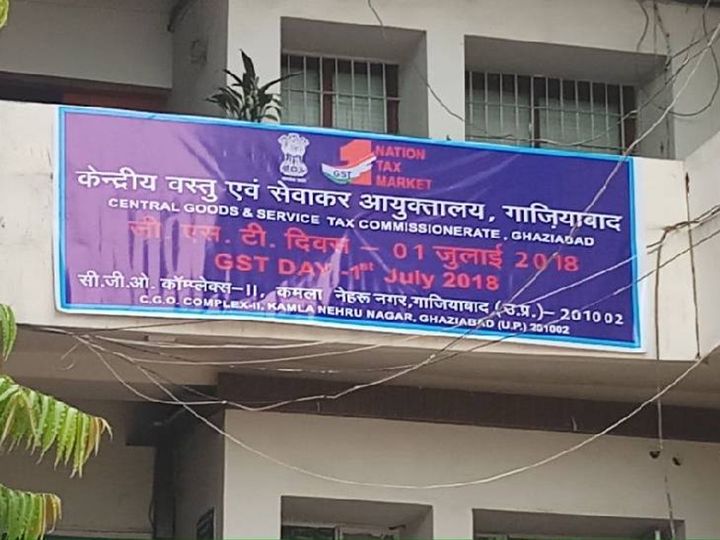 GST
1 NATION
TAX
MARKET
केन्द्रीय वस्तु एवं सेवाकर आयुक्तालय, गाज़ियाबाद
CENTRAL GOODS & SERVICE TAX COMMISSIONERATE, GHAZIABAD
जी. एस. टी. दिवस - 01 जुलाई 2018
GST DAY -1st July 2018
सी.जी.ओ. कॉम्प्लेक्स-II, कमला नेहरू नगर,गाजियाबाद (उ.प्र.)-201002
C.G.O. COMPLEX-II, KAMLA NEHRU NAGAR, GHAZIABAD (U.P.) 201002